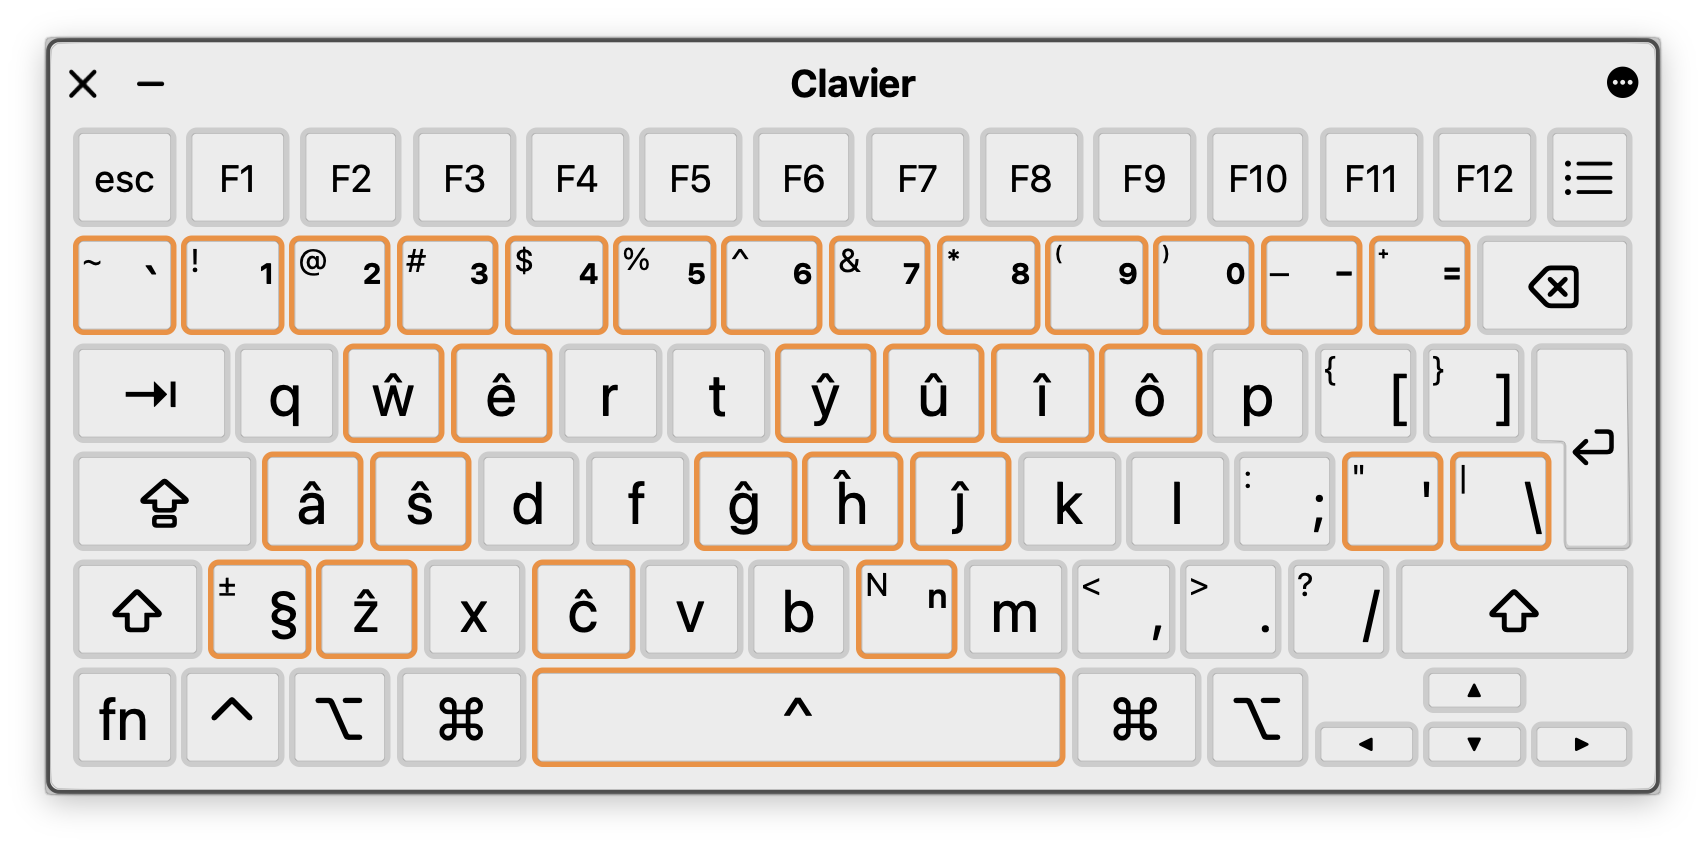 Clavier
esc F1 F2 F3 F4 F5 F6 F7 F8 F9 F10 F11 F12
~ ` ! 1 @ 2 # 3 $ 4 % 5 ^ 6 & 7 * 8 ( 9 ) 0 _ - + =
q ŵ ê r t ŷ û î ô p { [ } ]
â ŝ d f ĝ ĥ ĵ k l : ; " ' | \
± § ẑ x ĉ v b N n m < , > . ? /
fn ^ ⌥ ⌘ ^ ⌘ ⌥